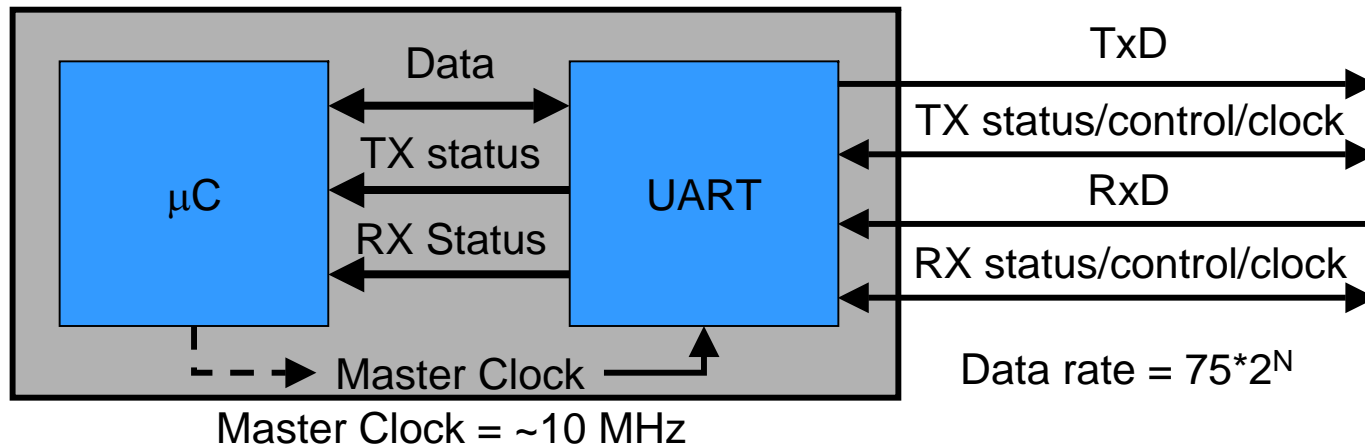 Data
TxD
TX status/control/clock
TX status
μC
UART
RxD
RX Status
RX status/control/clock
Master Clock
Data rate = 75*2ᴺ
Master Clock = ~10 MHz